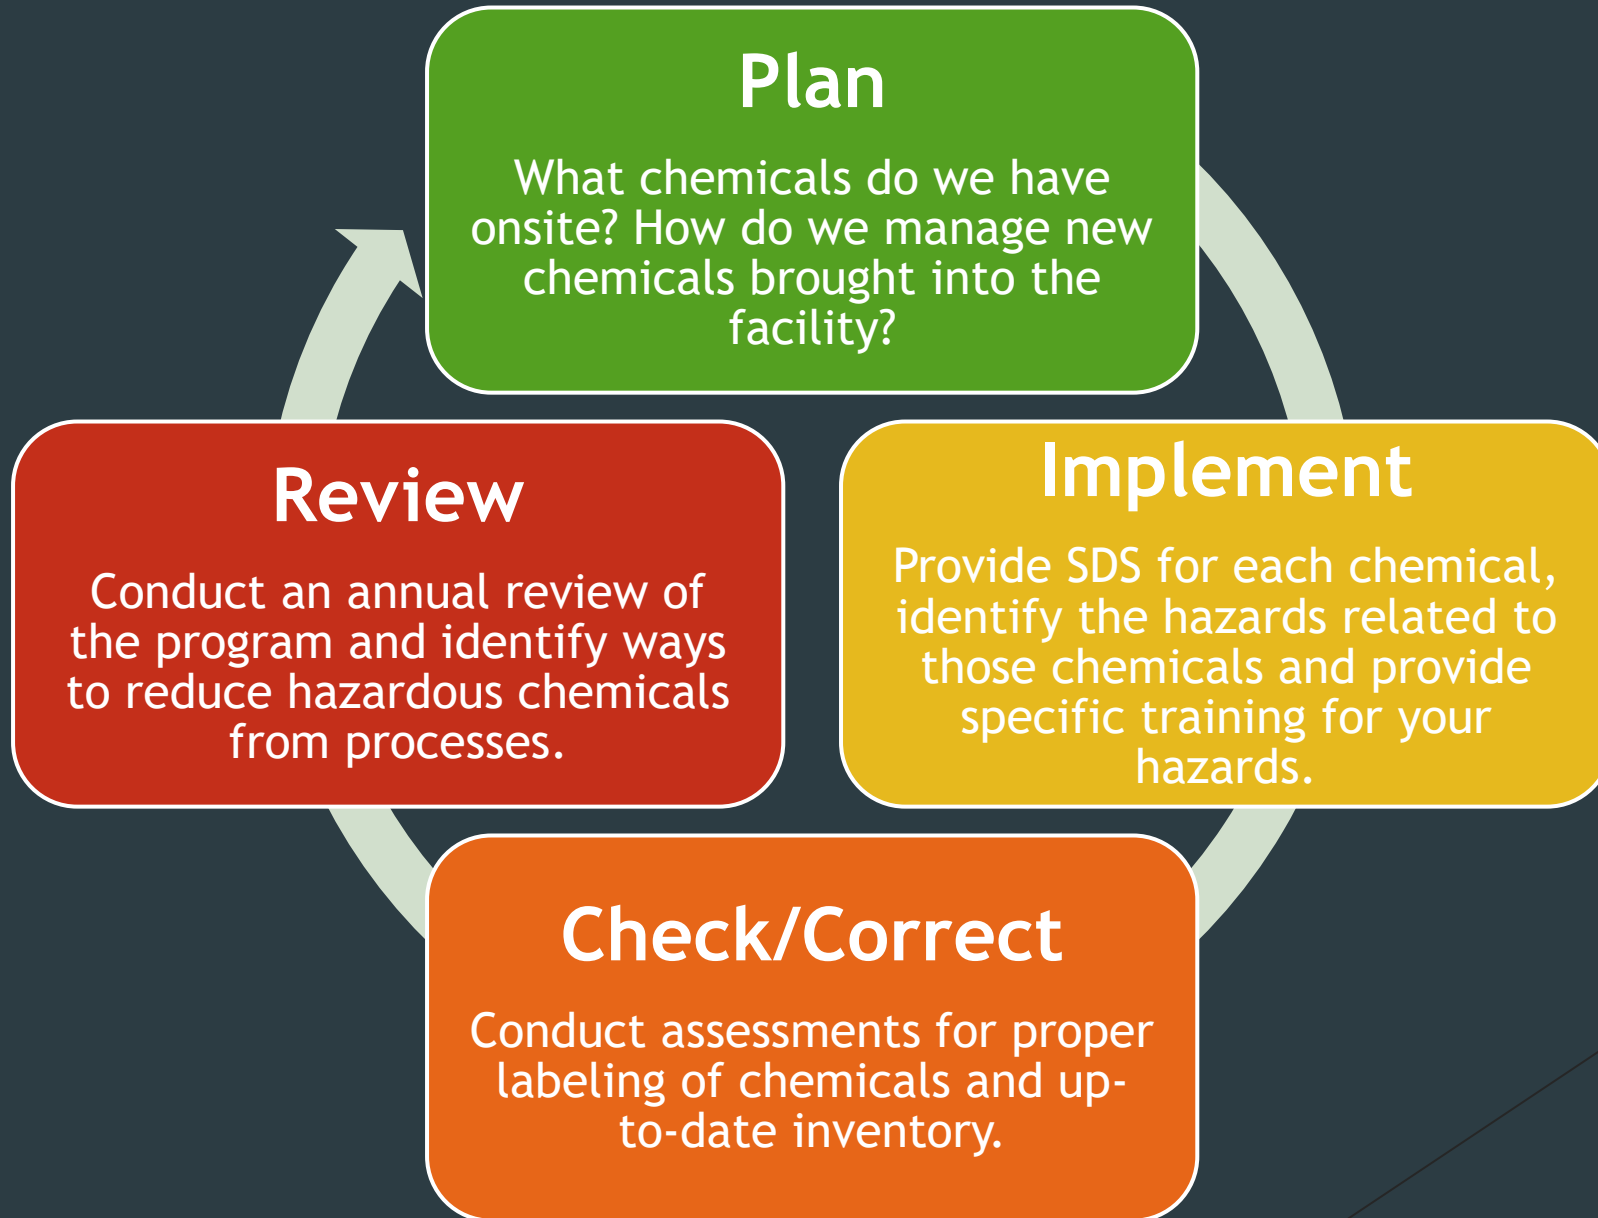 Plan
What chemicals do we have
onsite? How do we manage new
chemicals brought into the
facility?
Implement
Provide SDS for each chemical,
identify the hazards related to
those chemicals and provide
specific training for your
hazards.
Check/Correct
Conduct assessments for proper
labeling of chemicals and up-
to-date inventory.
Review
Conduct an annual review of
the program and identify ways
to reduce hazardous chemicals
from processes.